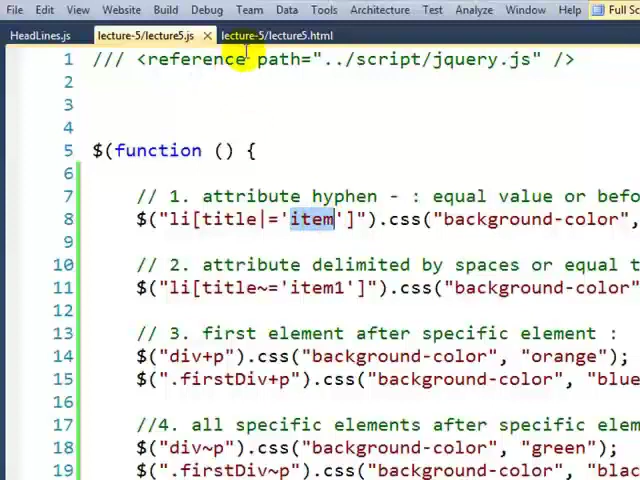 View Website Build Debug Team Data Tools Architecture Test Analyze Window Help Full
HeadLines.js lecture-5/lecture5.js × lecture-5/lecture5.html
1 /// <reference path="../script/jquery.js" />
2
3
4
5 $(function () {
6
7 // 1. attribute hyphen - : equal value or befo
8 $("li[title|='item']").css("background-color",
9
10 // 2. attribute delimited by spaces or equal t
11 $("li[title~='item1']").css("background-color"
12
13 // 3. first element after specific element :
14 $("div+p").css("background-color", "orange");
15 $(".firstDiv+p").css("background-color", "blue
16
17 //4. all specific elements after specific eleme
18 $("div~p").css("background-color", "green");
19 $(".firstDiv~p").css("background-color", "blac